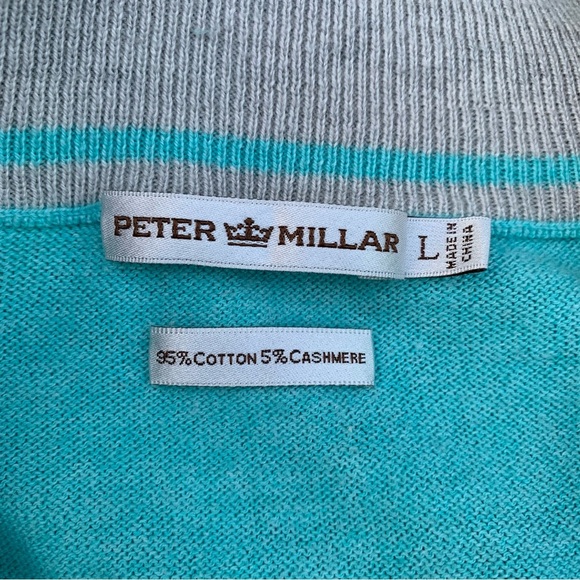 PETER MILLAR
L
MADE IN
CHINA
95% COTTON 5% CASHMERE